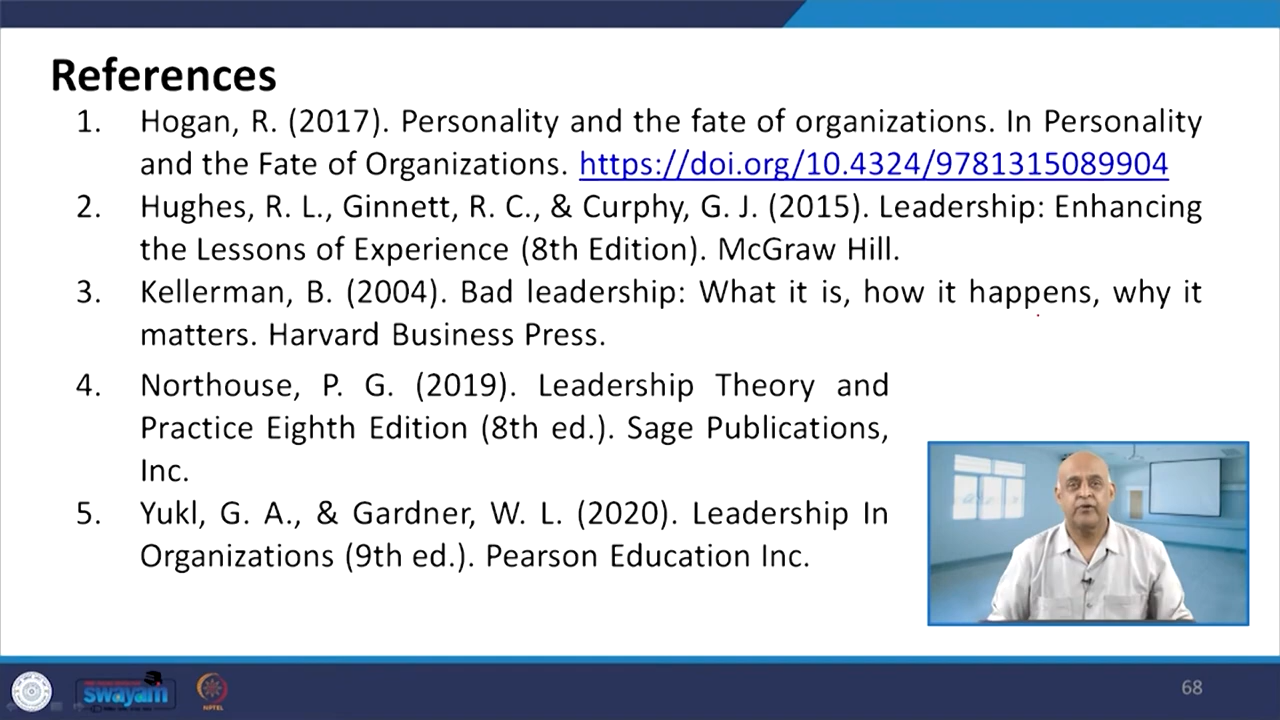 References
1. Hogan, R. (2017). Personality and the fate of organizations. In Personality
and the Fate of Organizations. https://doi.org/10.4324/9781315089904
2. Hughes, R. L., Ginnett, R. C., & Curphy, G. J. (2015). Leadership: Enhancing
the Lessons of Experience (8th Edition). McGraw Hill.
3. Kellerman, B. (2004). Bad leadership: What it is, how it happens, why it
matters. Harvard Business Press.
4. Northouse, P. G. (2019). Leadership Theory and
Practice Eighth Edition (8th ed.). Sage Publications,
Inc.
5. Yukl, G. A., & Gardner, W. L. (2020). Leadership In
Organizations (9th ed.). Pearson Education Inc.
swayam
NPTEL
68